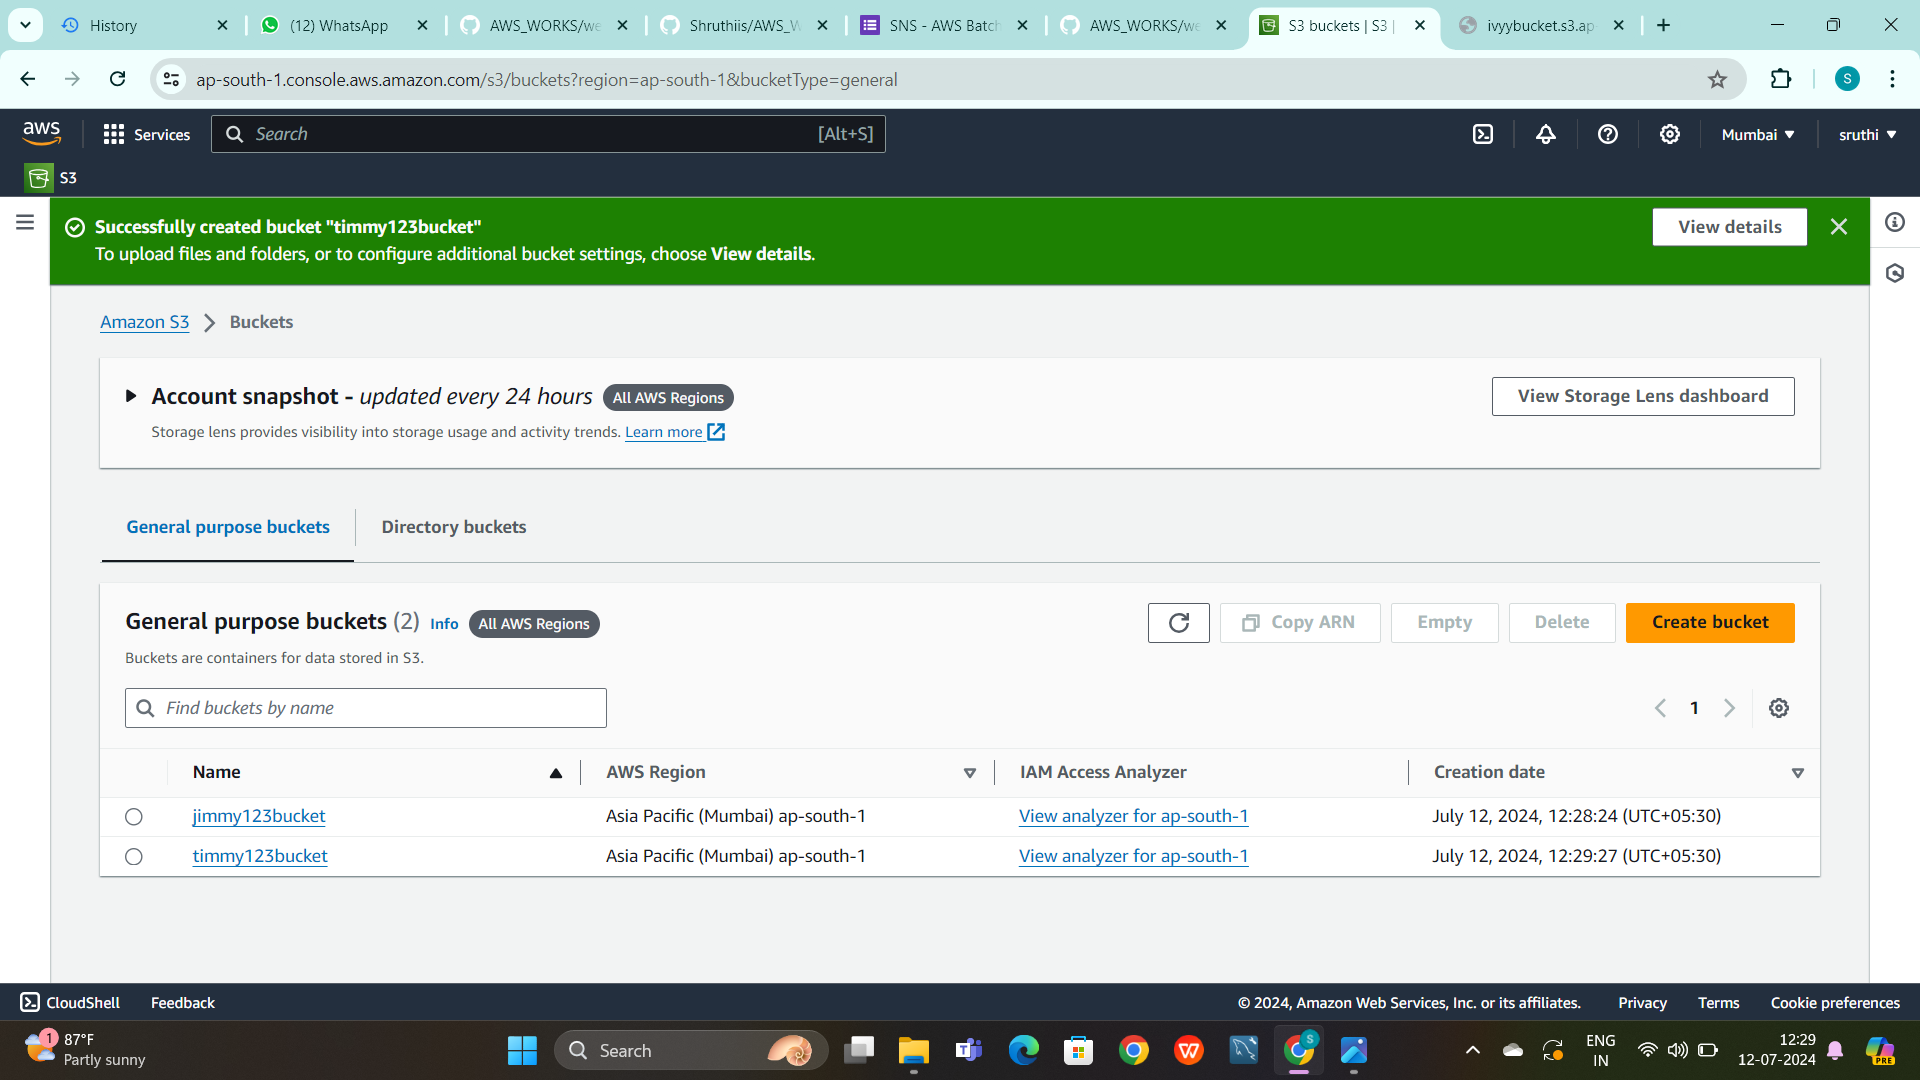 History
(12) WhatsApp
AWS_WORKS/we
Shruthiis/AWS_W
SNS - AWS Batch
AWS_WORKS/we
S3 buckets | S3 |
ivyybucket.s3.ap-
ap-south-1.console.aws.amazon.com/s3/buckets?region=ap-south-1&bucketType=general
S
aws
Services
Search
[Alt+S]
Mumbai
sruthi
S3
Successfully created bucket "timmy123bucket"
To upload files and folders, or to configure additional bucket settings, choose View details.
View details
Amazon S3
Buckets
Account snapshot - updated every 24 hours
All AWS Regions
View Storage Lens dashboard
Storage lens provides visibility into storage usage and activity trends. Learn more
General purpose buckets
Directory buckets
General purpose buckets (2)
Info
All AWS Regions
Copy ARN
Empty
Delete
Create bucket
Buckets are containers for data stored in S3.
Find buckets by name
1
Name
AWS Region
IAM Access Analyzer
Creation date
jimmy123bucket
Asia Pacific (Mumbai) ap-south-1
View analyzer for ap-south-1
July 12, 2024, 12:28:24 (UTC+05:30)
timmy123bucket
Asia Pacific (Mumbai) ap-south-1
View analyzer for ap-south-1
July 12, 2024, 12:29:27 (UTC+05:30)
CloudShell
Feedback
© 2024, Amazon Web Services, Inc. or its affiliates.
Privacy
Terms
Cookie preferences
1
87°F
Partly sunny
Search
S
ENG
IN
12:29
12-07-2024
PRE